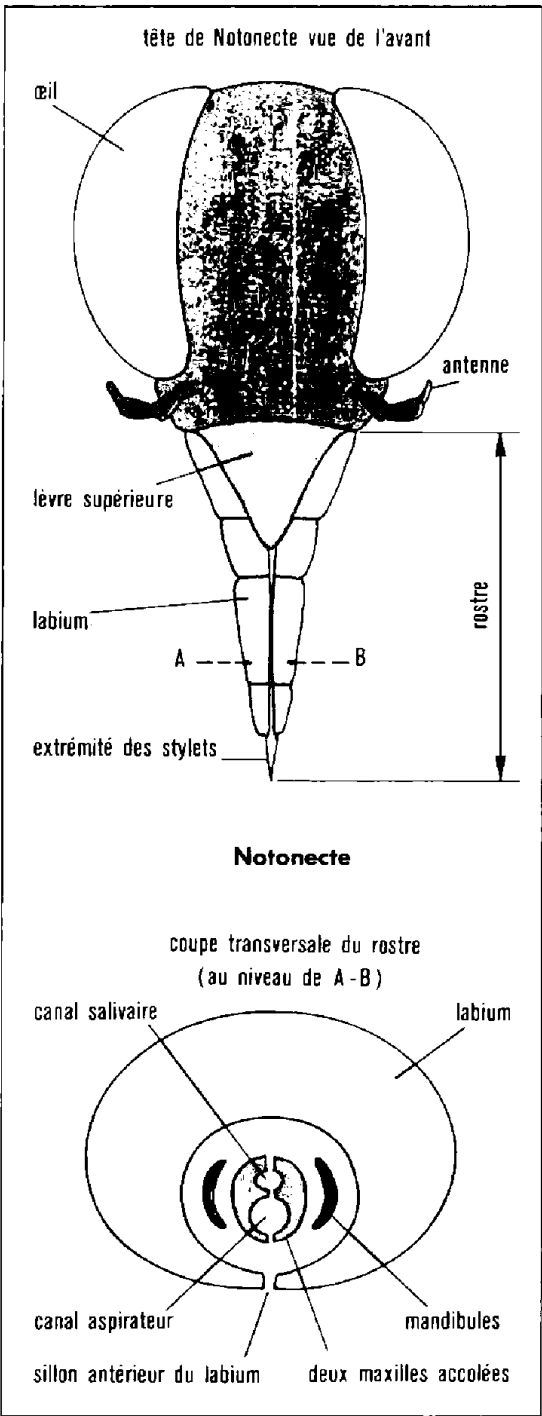 tête de Notonecte vue de l'avant
œil
antenne
lèvre supérieure
rostre
labium
A B
extrémité des stylets
Notonecte
coupe transversale du rostre
(au niveau de A-B)
canal salivaire
labium
canal aspirateur
mandibules
sillon antérieur du labium
deux maxilles accolées